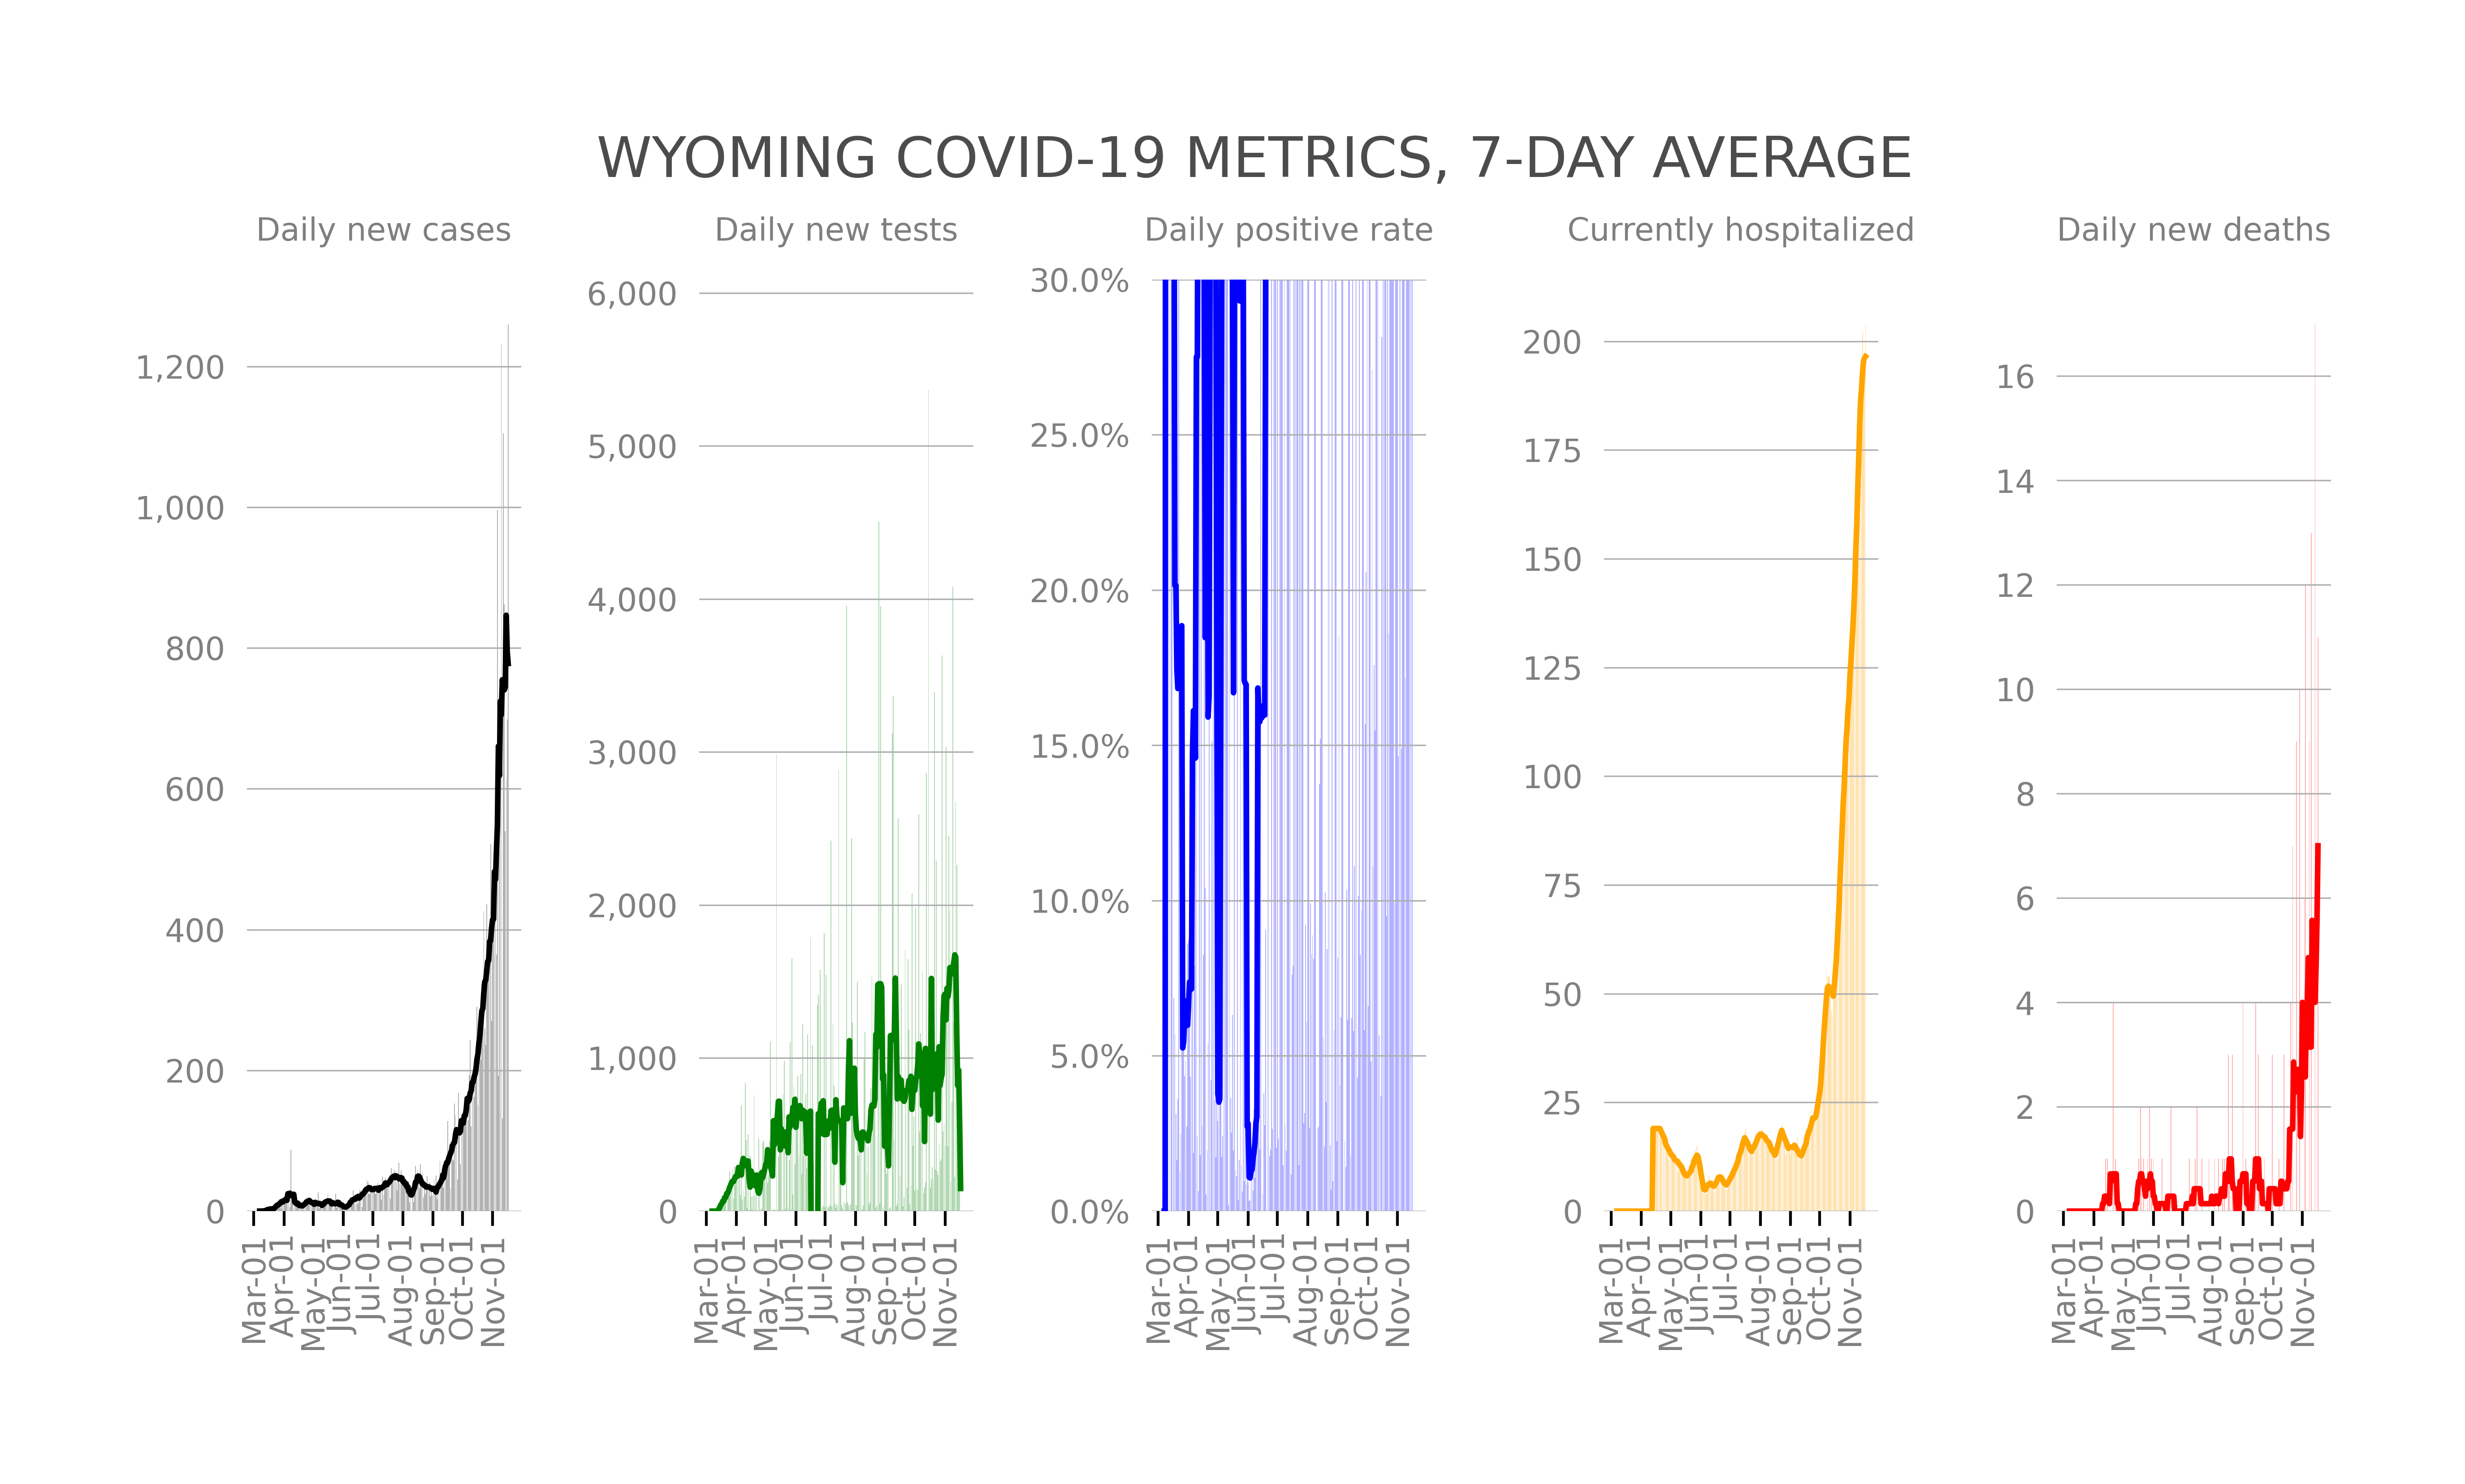 WYOMING COVID-19 METRICS, 7-DAY AVERAGE
Daily new cases
1,200
1,000
800
600
400
200
0
Mar-01
Apr-01
May-01
Jun-01
Jul-01
Aug-01
Sep-01
Oct-01
Nov-01
Daily new tests
6,000
5,000
4,000
3,000
2,000
1,000
0
Mar-01
Apr-01
May-01
Jun-01
Jul-01
Aug-01
Sep-01
Oct-01
Nov-01
Daily positive rate
30.0%
25.0%
20.0%
15.0%
10.0%
5.0%
0.0%
Mar-01
Apr-01
May-01
Jun-01
Jul-01
Aug-01
Sep-01
Oct-01
Nov-01
Currently hospitalized
200
175
150
125
100
75
50
25
0
Mar-01
Apr-01
May-01
Jun-01
Jul-01
Aug-01
Sep-01
Oct-01
Nov-01
Daily new deaths
16
14
12
10
8
6
4
2
0
Mar-01
Apr-01
May-01
Jun-01
Jul-01
Aug-01
Sep-01
Oct-01
Nov-01